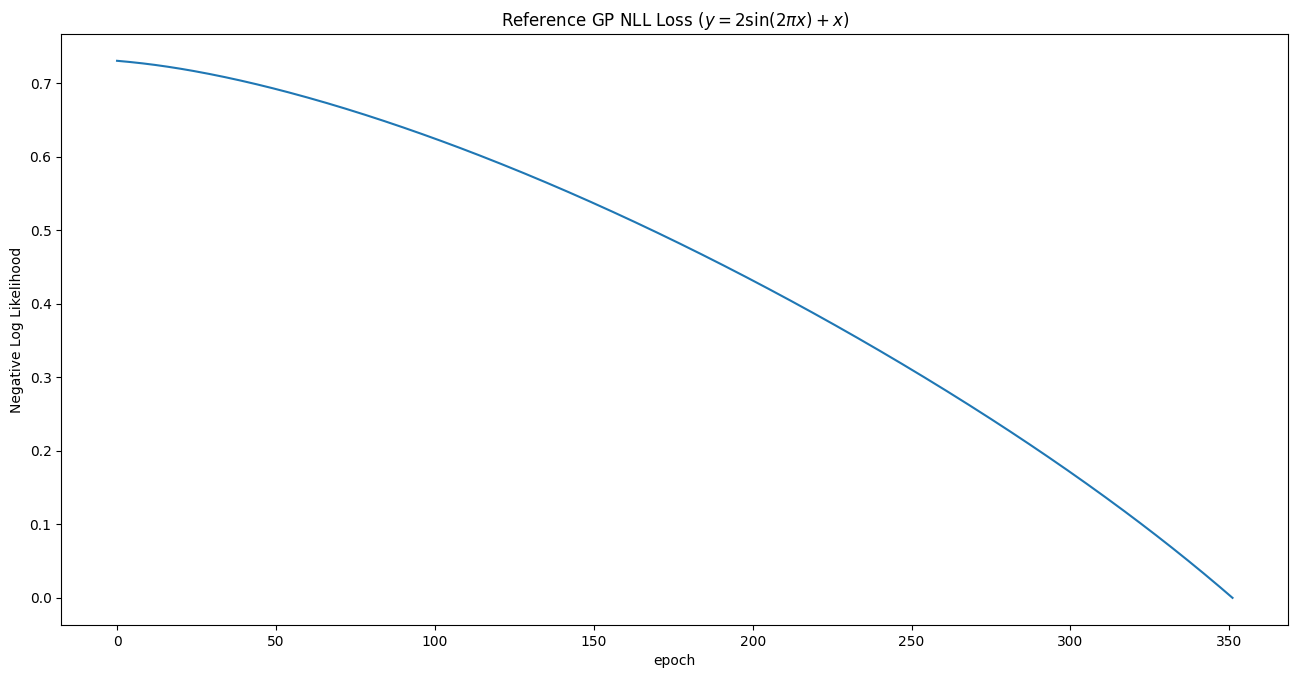 Reference GP NLL Loss (y = 2sin(2πx) + x)
Negative Log Likelihood
0.7
0.6
0.5
0.4
0.3
0.2
0.1
0.0
0 50 100 150 200 250 300 350
epoch